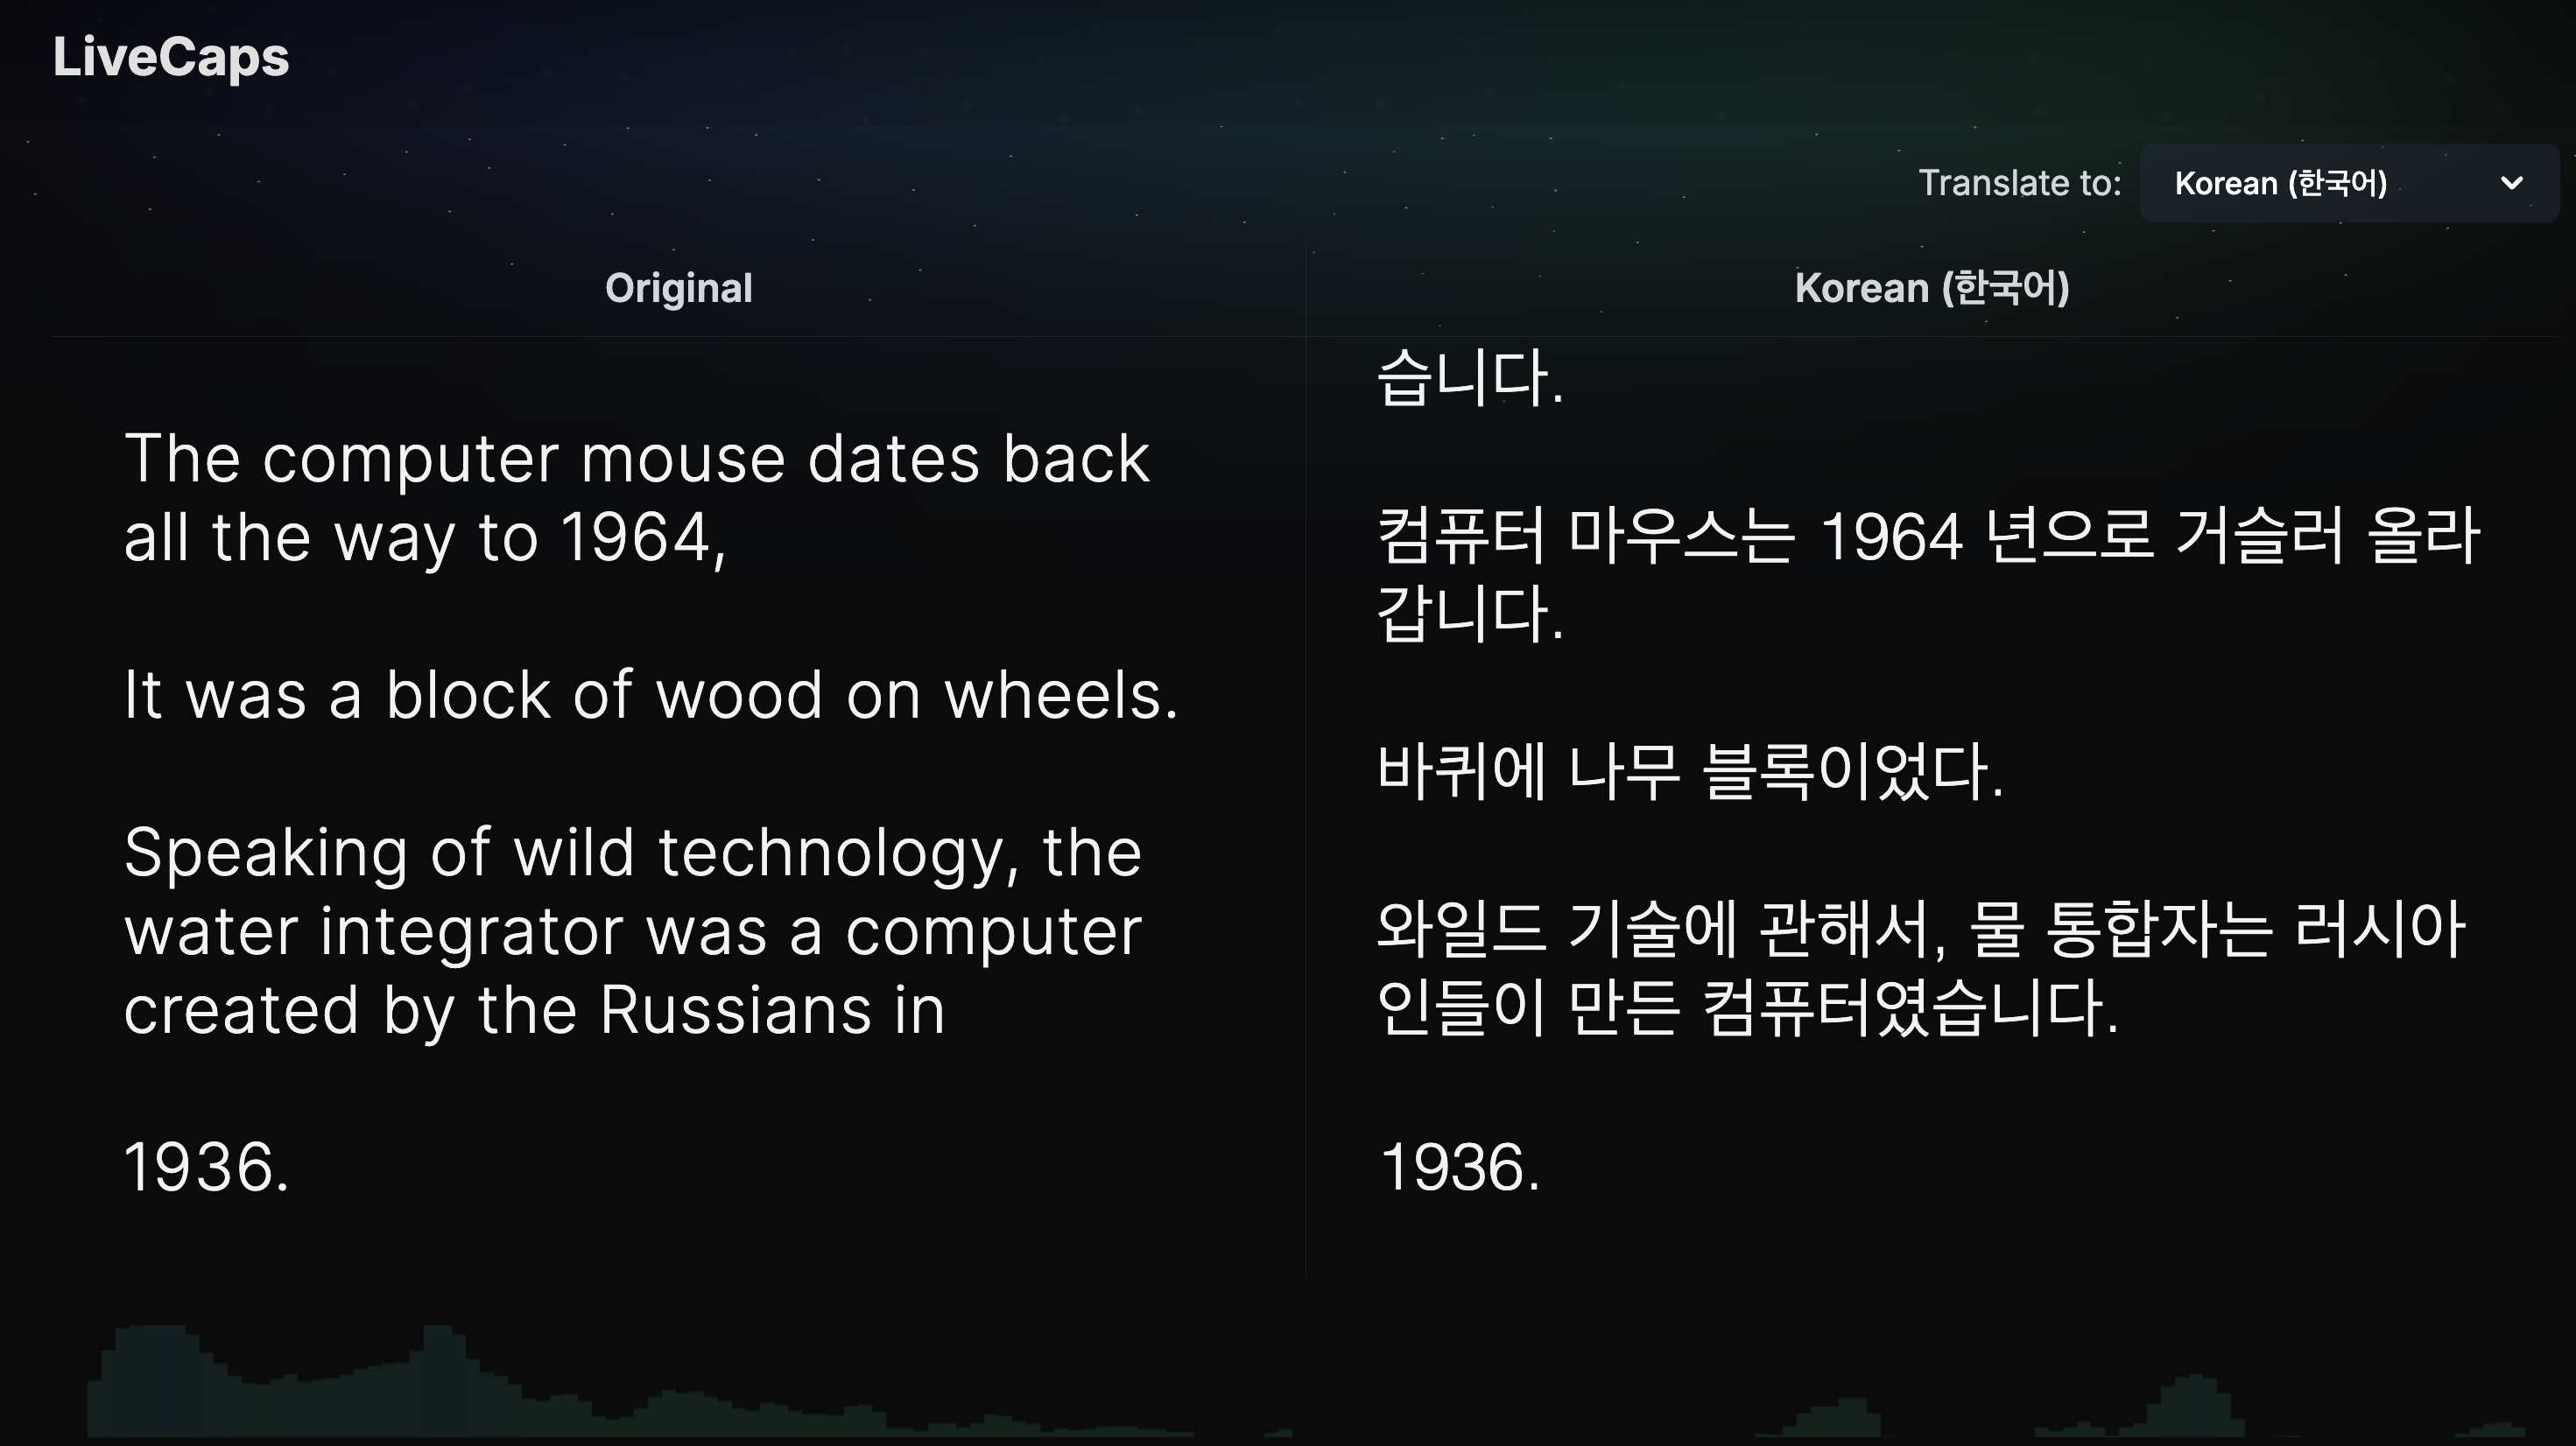 LiveCaps
Translate to:
Korean (한국어)
Original
The computer mouse dates back
all the way to 1964,
It was a block of wood on wheels.
Speaking of wild technology, the
water integrator was a computer
created by the Russians in
1936.
Korean (한국어)
습니다.
컴퓨터 마우스는 1964 년으로 거슬러 올라
갑니다.
바퀴에 나무 블록이었다.
와일드 기술에 관해서, 물 통합자는 러시아
인들이 만든 컴퓨터였습니다.
1936.